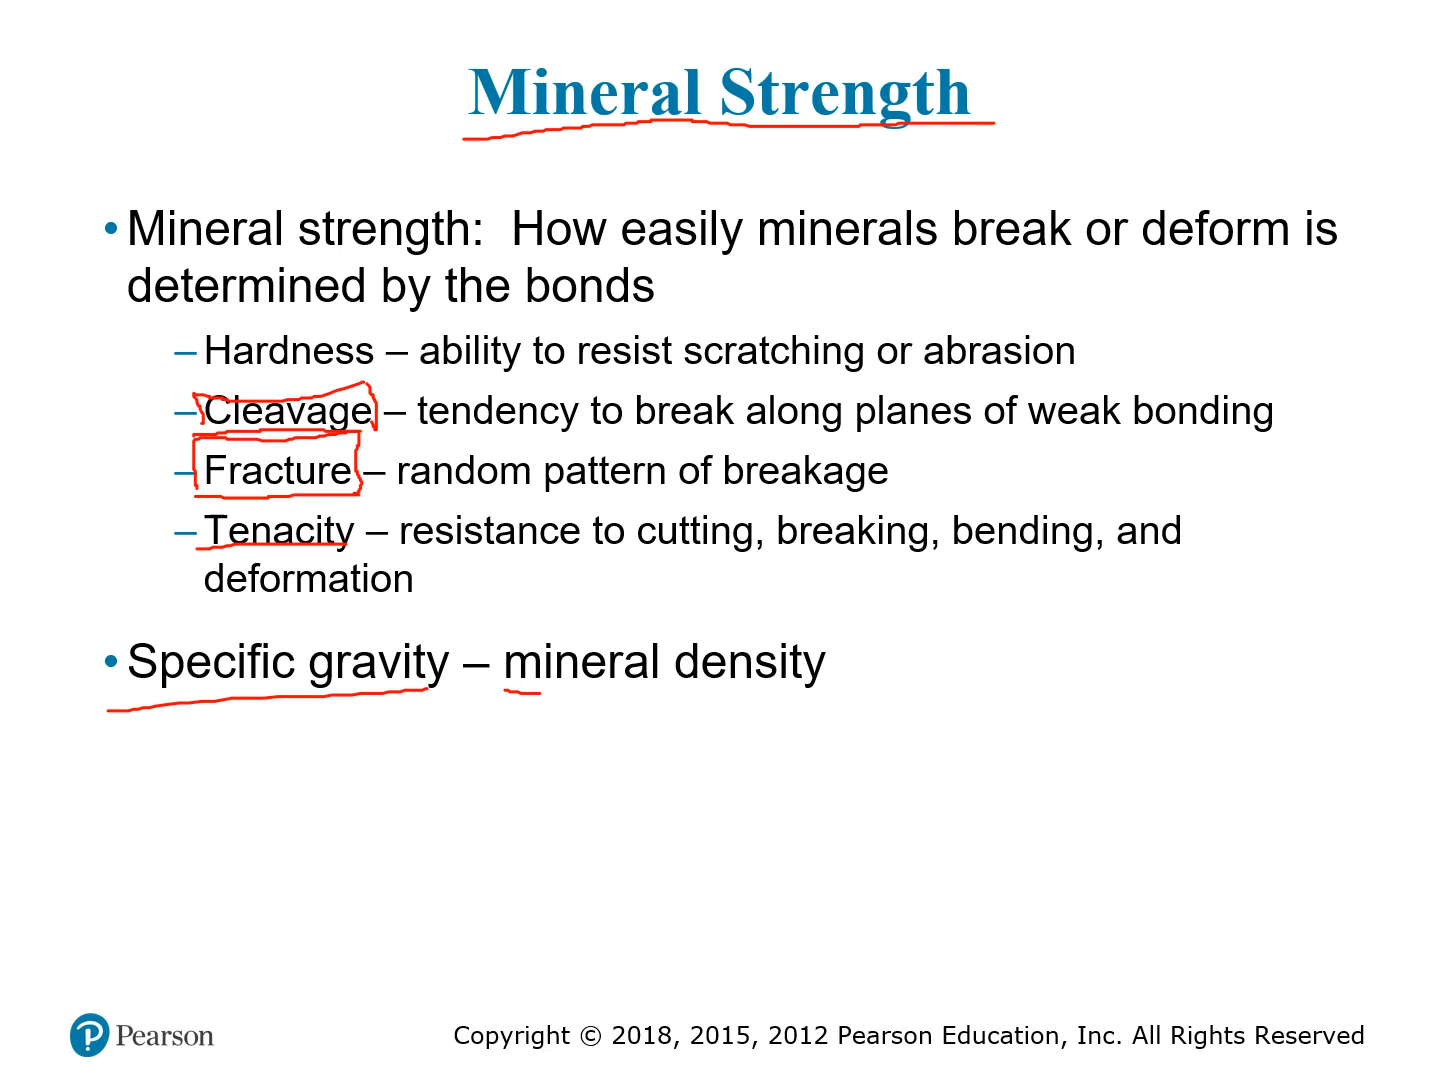 Mineral Strength
• Mineral strength:  How easily minerals break or deform is
determined by the bonds
– Hardness – ability to resist scratching or abrasion
– Cleavage – tendency to break along planes of weak bonding
– Fracture – random pattern of breakage
– Tenacity – resistance to cutting, breaking, bending, and
deformation
• Specific gravity – mineral density
P Pearson
Copyright © 2018, 2015, 2012 Pearson Education, Inc. All Rights Reserved